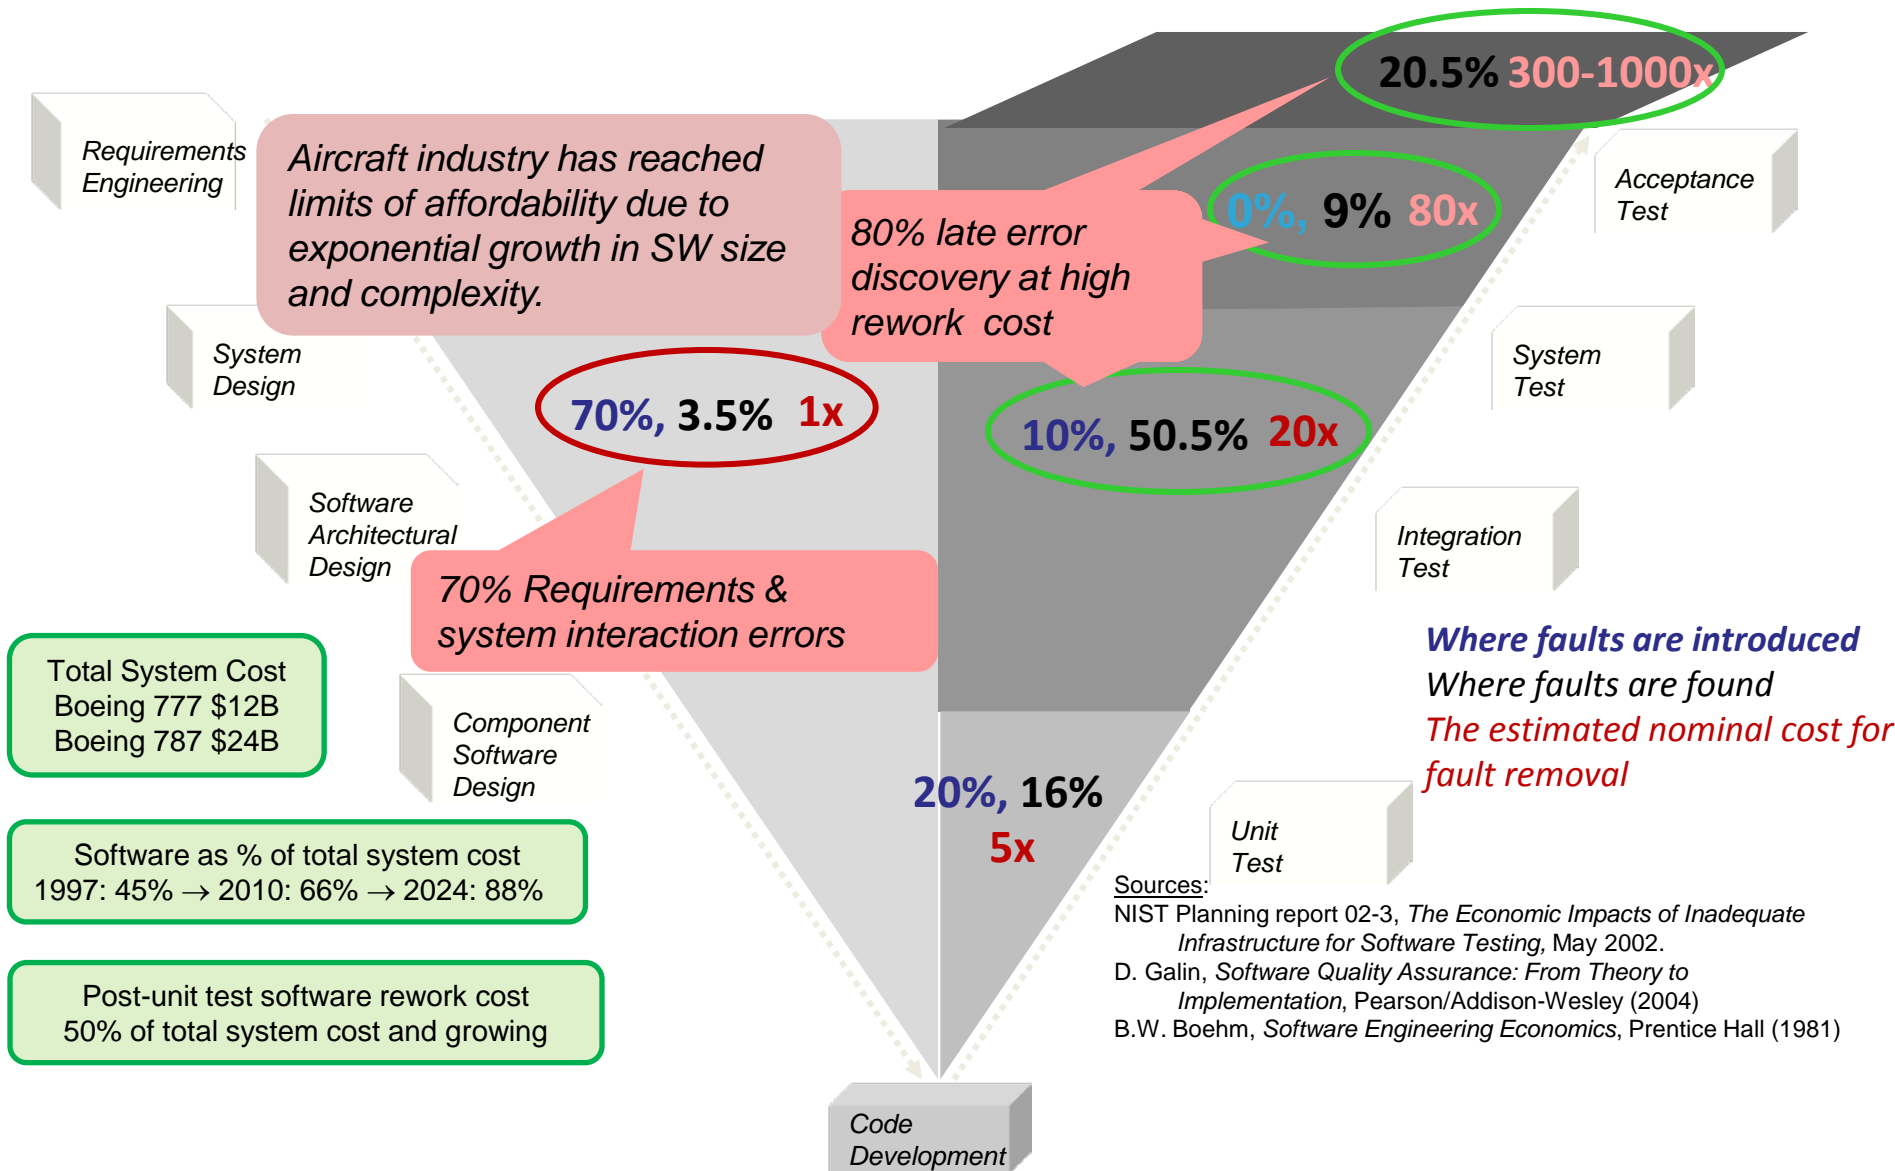 20.5% 300-1000x
Requirements
Engineering
Aircraft industry has reached
limits of affordability due to
exponential growth in SW size
and complexity.
80% late error
discovery at high
rework cost
0%, 9% 80x
Acceptance
Test
System
Design
70%, 3.5% 1x
10%, 50.5% 20x
System
Test
Software
Architectural
Design
70% Requirements &
system interaction errors
Integration
Test
Where faults are introduced
Where faults are found
The estimated nominal cost for
fault removal
Total System Cost
Boeing 777 $12B
Boeing 787 $24B
Component
Software
Design
20%, 16%
5x
Unit
Test
Software as % of total system cost
1997: 45% → 2010: 66% → 2024: 88%
Post-unit test software rework cost
50% of total system cost and growing
Sources:
NIST Planning report 02-3, The Economic Impacts of Inadequate
Infrastructure for Software Testing, May 2002.
D. Galin, Software Quality Assurance: From Theory to
Implementation, Pearson/Addison-Wesley (2004)
B.W. Boehm, Software Engineering Economics, Prentice Hall (1981)
Code
Development